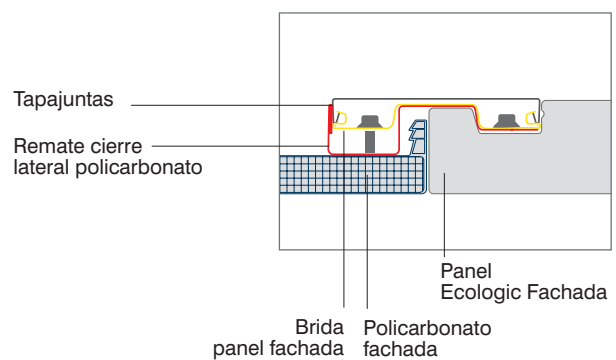 Tapajuntas
Remate cierre
lateral policarbonato
Panel
Ecologic Fachada
Brida
panel fachada
Policarbonato
fachada